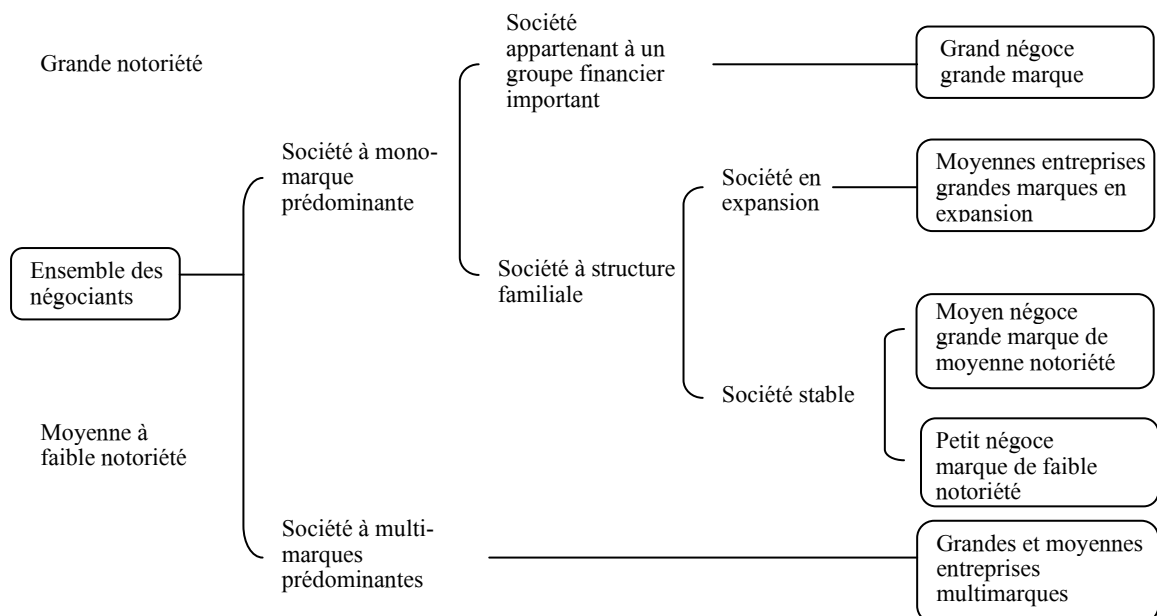 Grande notoriété
Société
appartenant à un
groupe financier
important
Grand négoce
grande marque
Société à mono-
marque
prédominante
Société en
expansion
Moyennes entreprises
grandes marques en
expansion
Ensemble des
négociants
Société à structure
familiale
Moyen négoce
grande marque de
moyenne notoriété
Société stable
Moyenne à
faible notoriété
Petit négoce
marque de faible
notoriété
Société à multi-
marques
prédominantes
Grandes et moyennes
entreprises
multimarques